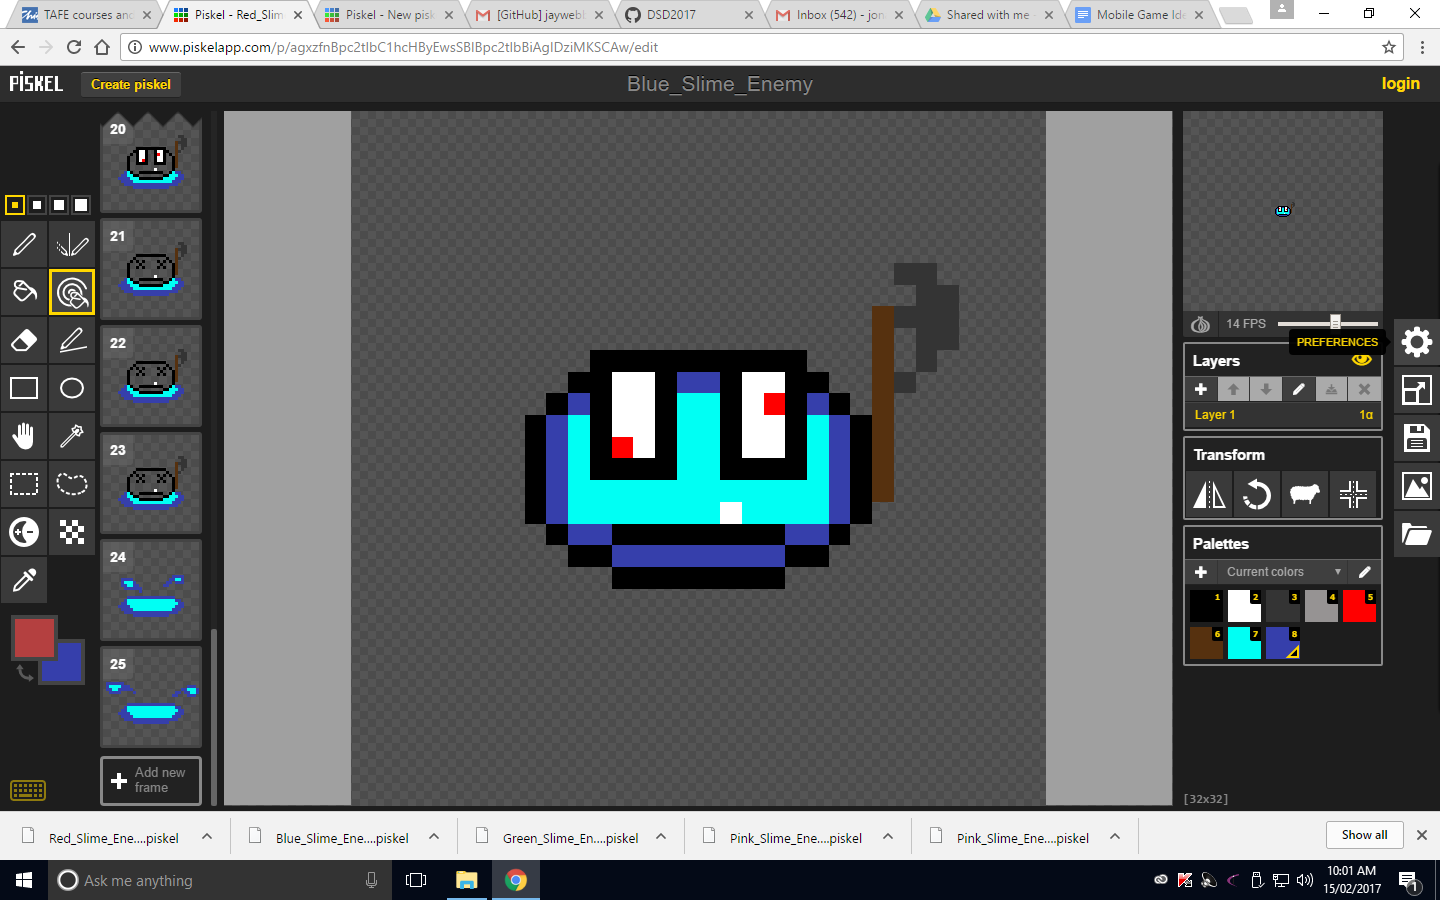 TAFE courses and
Piskel - Red_Slim
Piskel - New pisk
[GitHub] jayweb
DSD2017
Inbox (542) - jon
Shared with me -
Mobile Game Ide
www.piskelapp.com/p/agxzfnBpc2tlbC1hcHByEwsSBlBpc2tlbBiAgIDziMKSCAw/edit
PISKEL
Create piskel
Blue_Slime_Enemy
login
20
21
22
23
24
25
Add new
frame
14 FPS
PREFERENCES
Layers
Layer 1
1α
Transform
Palettes
Current colors
1
2
3
4
5
6
7
8
[32x32]
Red_Slime_Ene....piskel
Blue_Slime_Ene....piskel
Green_Slime_En....piskel
Pink_Slime_Ene....piskel
Pink_Slime_Ene....piskel
Show all
Ask me anything
10:01 AM
15/02/2017
1